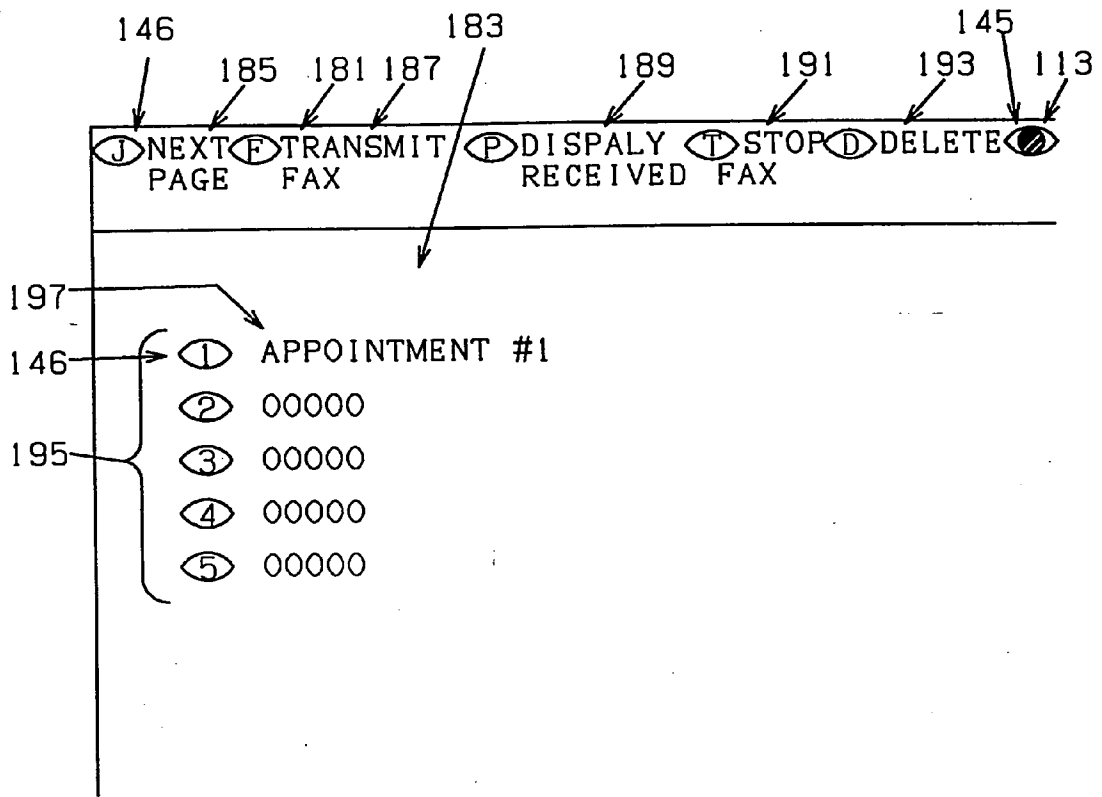 146 183 145
185 181 187 189 191 193 113
J NEXT F TRANSMIT P DISPALY T STOP D DELETE
PAGE FAX RECEIVED FAX
197
1 APPOINTMENT #1
146
2 00000
195 3 00000
4 00000
5 00000